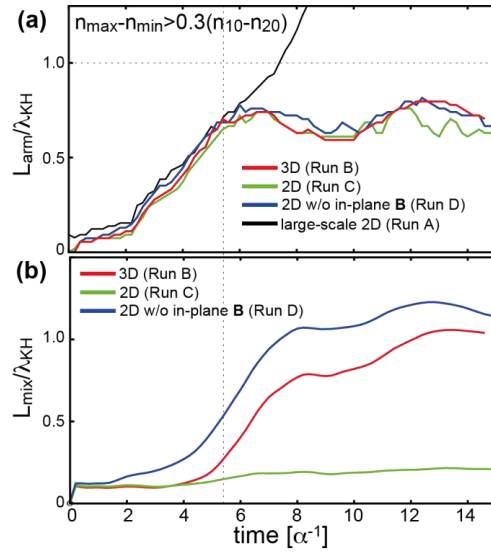 (a)
n_max-n_min>0.3(n_10-n_20)
L_arm/λ_KH
1.0
0.5
0
3D (Run B)
2D (Run C)
2D w/o in-plane B (Run D)
large-scale 2D (Run A)
(b)
L_mix/λ_KH
3D (Run B)
2D (Run C)
2D w/o in-plane B (Run D)
1.0
0.5
0
0 2 4 6 8 10 12 14
time [α⁻¹]